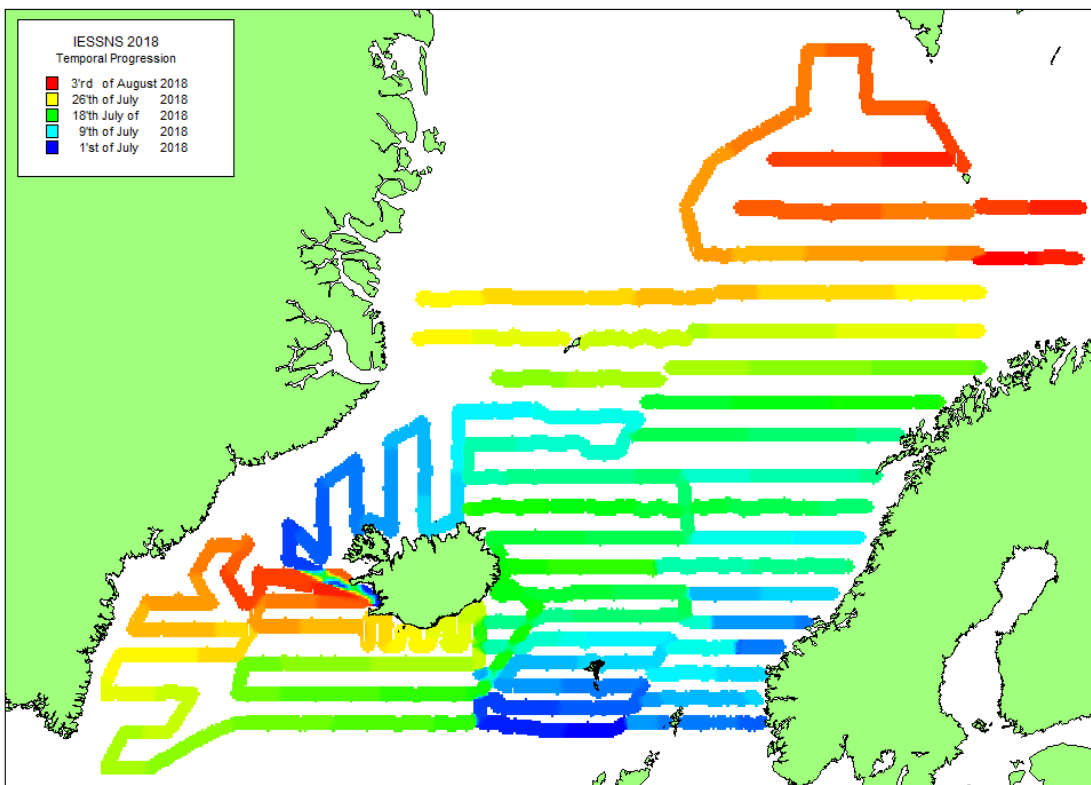 IESSNS 2018
Temporal Progression
3'rd of August 2018
26'th of July 2018
18'th July of 2018
9'th of July 2018
1'st of July 2018